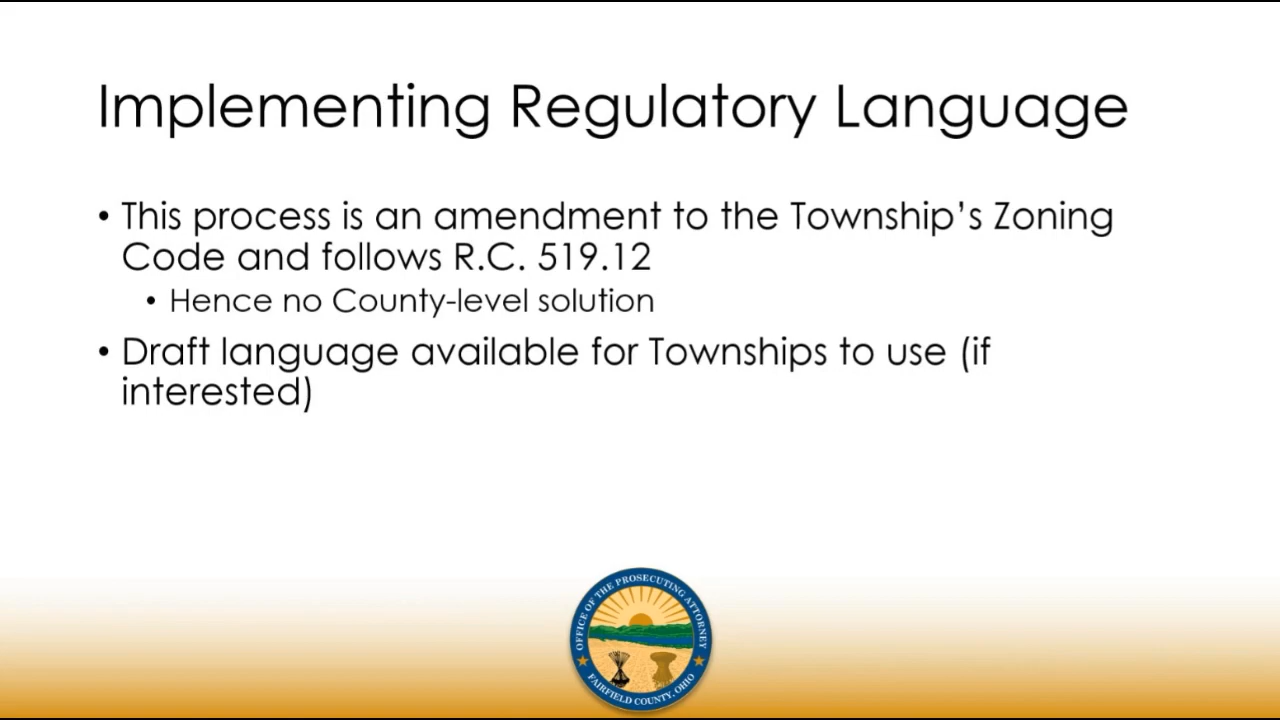 Implementing Regulatory Language
• This process is an amendment to the Township’s Zoning
Code and follows R.C. 519.12
• Hence no County-level solution
• Draft language available for Townships to use (if
interested)
OFFICE OF THE PROSECUTING ATTORNEY
FAIRFIELD COUNTY, OHIO